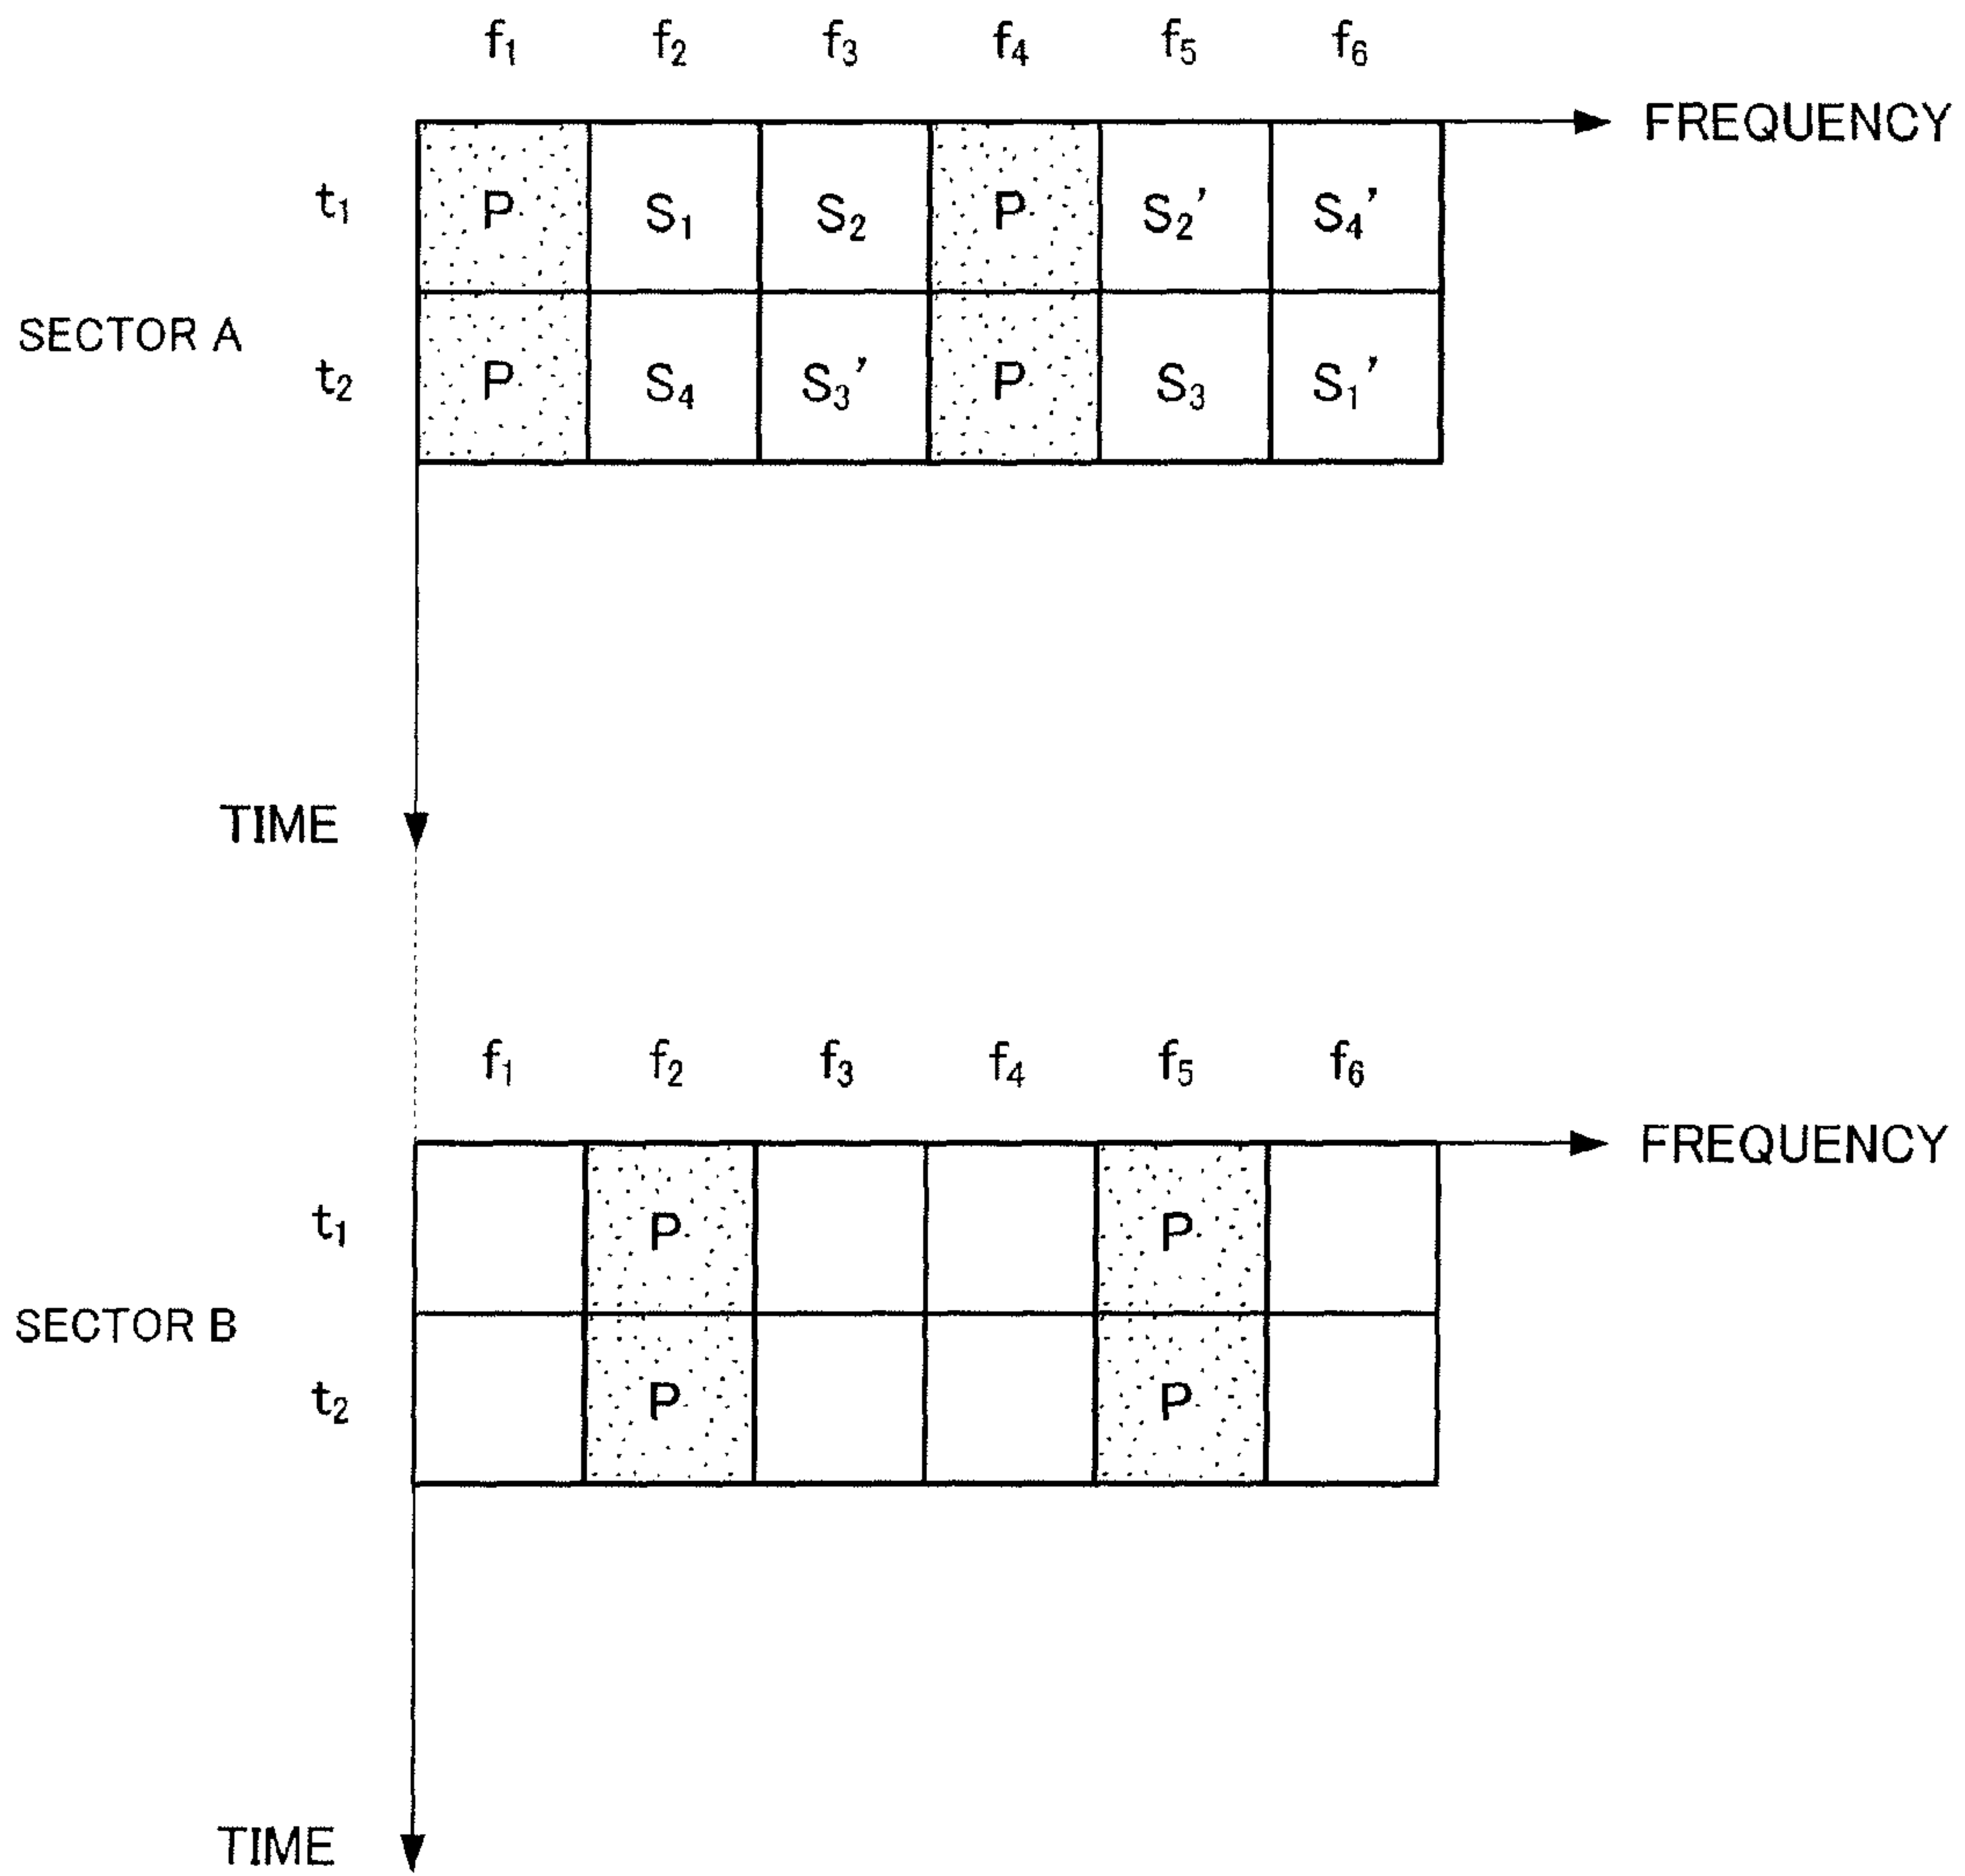 f₁ f₂ f₃ f₄ f₅ f₆
FREQUENCY
t₁ P S₁ S₂ P S₂' S₄'
SECTOR A
t₂ P S₄ S₃' P S₃ S₁'
TIME
f₁ f₂ f₃ f₄ f₅ f₆
FREQUENCY
t₁ P P
SECTOR B
t₂ P P
TIME